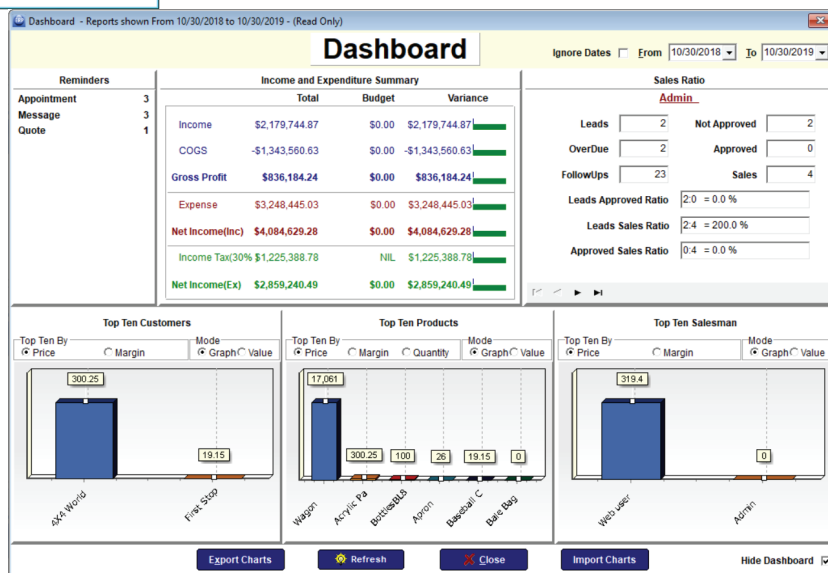 Dashboard - Reports shown From 10/30/2018 to 10/30/2019 - (Read Only)
Dashboard
Ignore Dates From 10/30/2018 To 10/30/2019
Reminders
Appointment 3
Message 3
Quote 1
Income and Expenditure Summary
Total Budget Variance
Income $2,179,744.87 $0.00 $2,179,744.87
COGS -$1,343,560.63 $0.00 -$1,343,560.63
Gross Profit $836,184.24 $0.00 $836,184.24
Expense $3,248,445.03 $0.00 $3,248,445.03
Net Income(Inc) $4,084,629.28 $0.00 $4,084,629.28
Income Tax(30% $1,225,388.78 NIL $1,225,388.78
Net Income(Ex) $2,859,240.49 $0.00 $2,859,240.49
Sales Ratio
Admin
Leads 2 Not Approved 2
OverDue 2 Approved 0
FollowUps 23 Sales 4
Leads Approved Ratio 2:0 = 0.0 %
Leads Sales Ratio 2:4 = 200.0 %
Approved Sales Ratio 0:4 = 0.0 %
Top Ten Customers
Top Ten By Mode
Price Margin Graph Value
300.25
19.15
4X4 World First Stop
Top Ten Products
Top Ten By Mode
Price Margin Quantity Graph Value
17,061
300.25 100 26 19.15 0
Wagon Acrylic Pa BottlesBL8 Apron Baseball C Bale Bag
Top Ten Salesman
Top Ten By Mode
Price Margin Graph Value
319.4
0
Web user Admin
Export Charts Refresh Close Import Charts Hide Dashboard